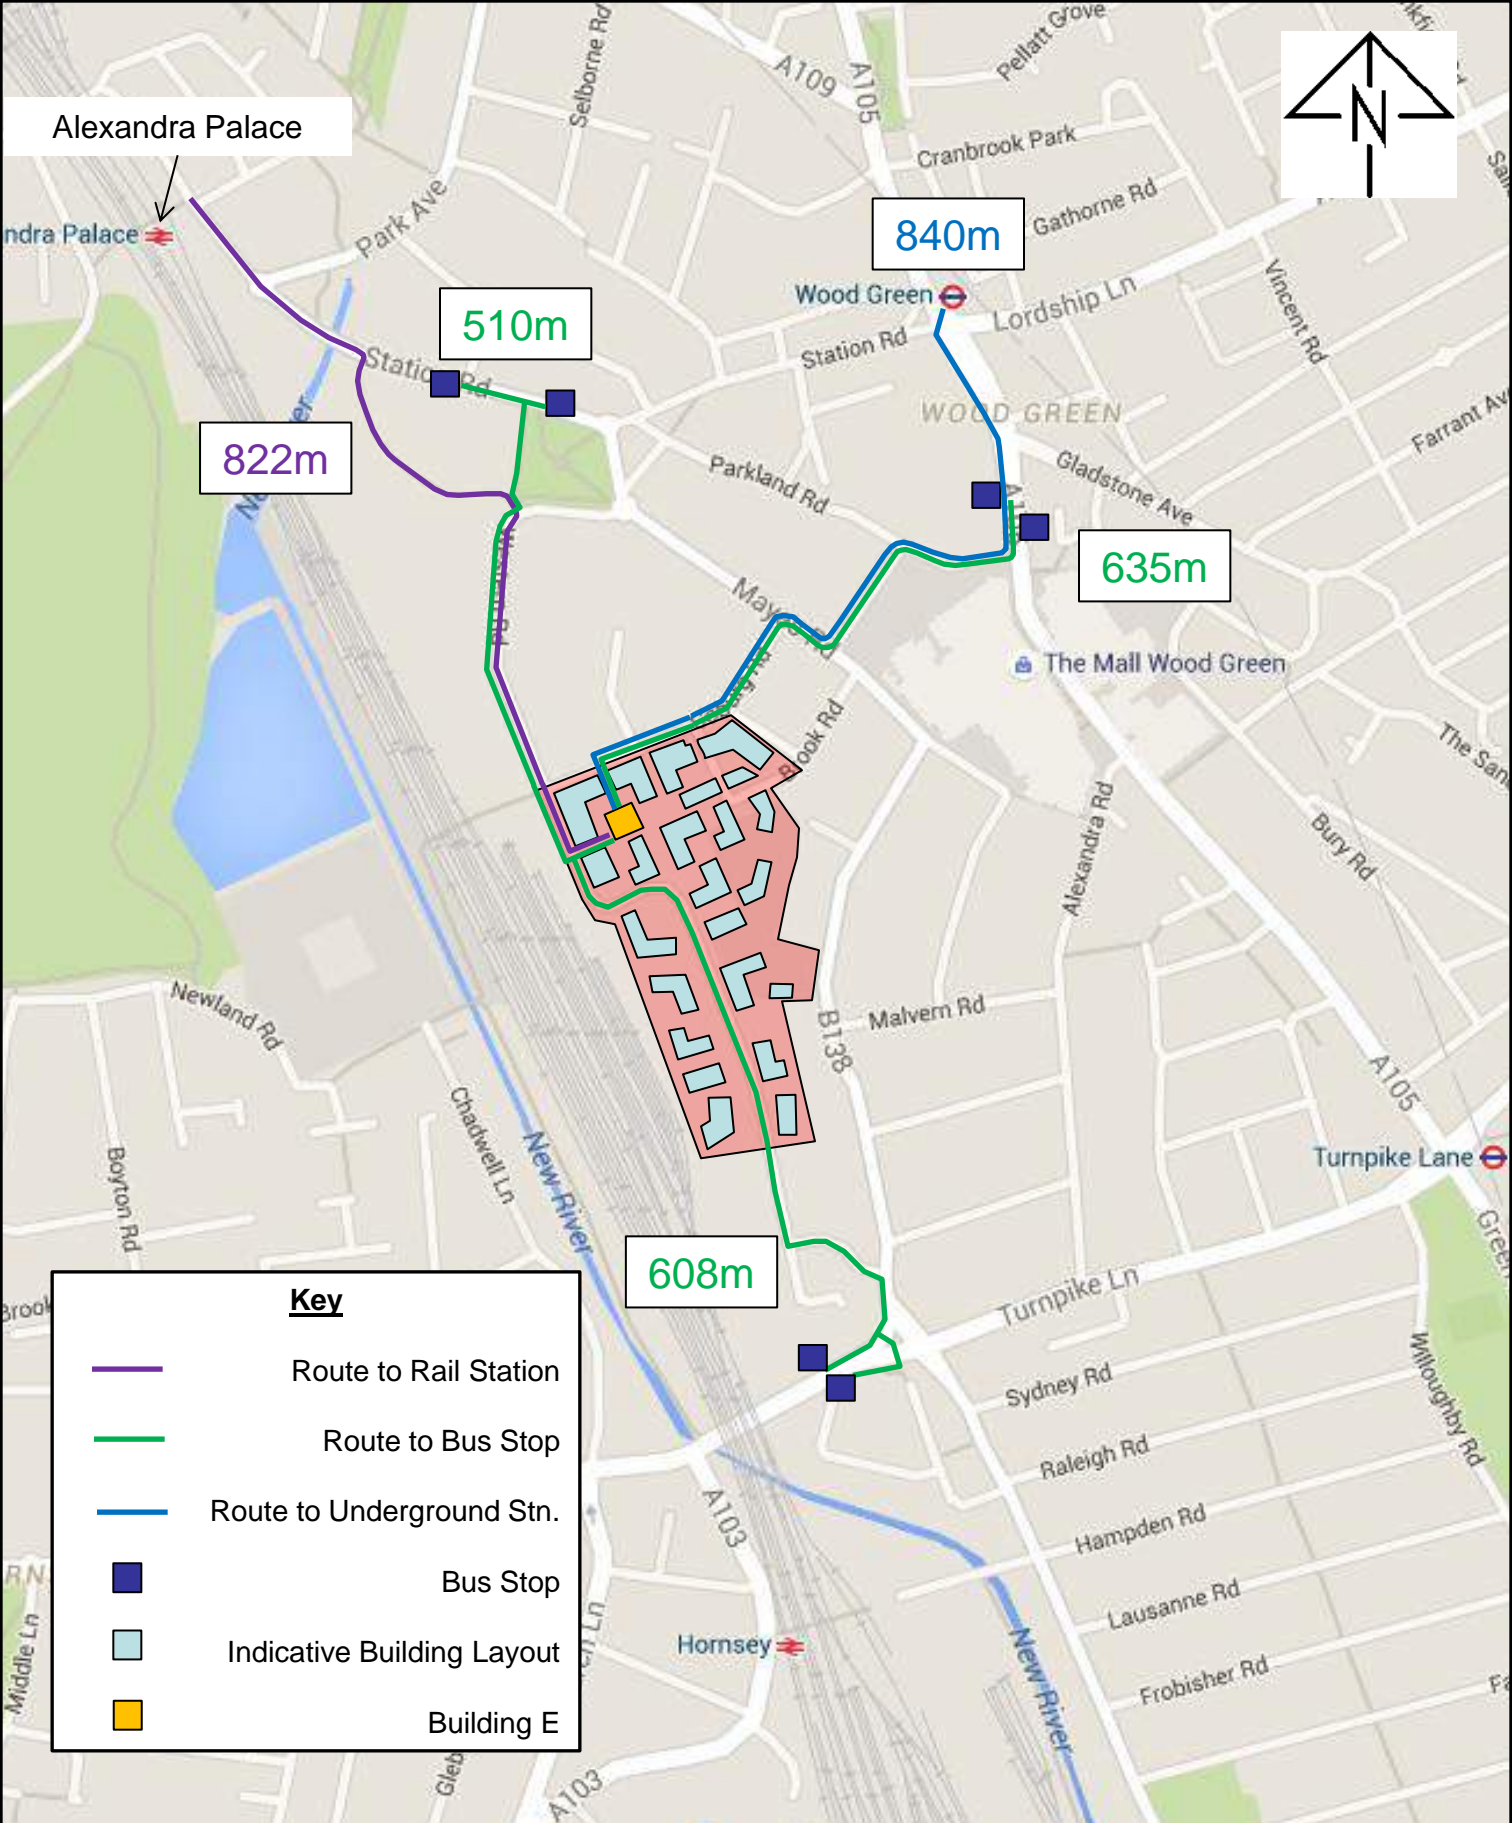 Pellatt Grove
Selborne Rd
A109
A105
N
Alexandra Palace
Cranbrook Park
Gathorne Rd
Park Ave
ndra Palace
840m
Wood Green
Lordship Ln
Vincent Rd
510m
Station Rd
Station Rd
WOOD GREEN
Farrant Av
822m
Parkland Rd
Gladstone Ave
635m
The Mall Wood Green
Brook Rd
The San
Alexandra Rd
Bury Rd
Newland Rd
Malvern Rd
B138
A105
Chadwell Ln
Boyton Rd
New River
Turnpike Lane
Green
608m
Turnpike Ln
Brook
Key
Route to Rail Station
Route to Bus Stop
Route to Underground Stn.
Bus Stop
Indicative Building Layout
Building E
Sydney Rd
Willoughby Rd
Raleigh Rd
A103
Hampden Rd
Lausanne Rd
Middle Ln
Hornsey
New River
Frobisher Rd
Gleb
A103